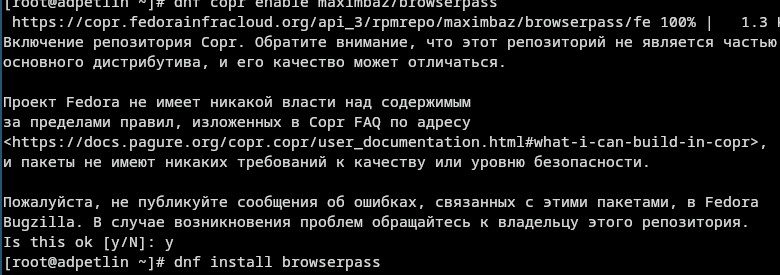 [root@adpetlin ~]# dnf copr enable maximbaz/browserpass
https://copr.fedorainfracloud.org/api_3/rpmrepo/maximbaz/browserpass/fe 100% |   1.3
Включение репозитория Copr. Обратите внимание, что этот репозиторий не является частью
основного дистрибутива, и его качество может отличаться.

Проект Fedora не имеет никакой власти над содержимым
за пределами правил, изложенных в Copr FAQ по адресу
<https://docs.pagure.org/copr.copr/user_documentation.html#what-i-can-build-in-copr>,
и пакеты не имеют никаких требований к качеству или уровню безопасности.

Пожалуйста, не публикуйте сообщения об ошибках, связанных с этими пакетами, в Fedora
Bugzilla. В случае возникновения проблем обращайтесь к владельцу этого репозитория.
Is this ok [y/N]: y
[root@adpetlin ~]# dnf install browserpass